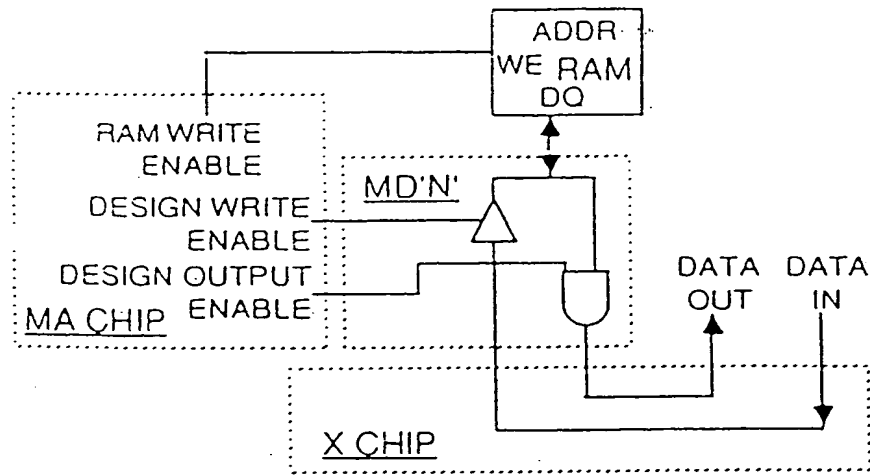 ADDR
WE RAM
DQ
RAM WRITE
ENABLE
MD'N'
DESIGN WRITE
ENABLE
DESIGN OUTPUT
ENABLE
MA CHIP
DATA DATA
OUT IN
X CHIP